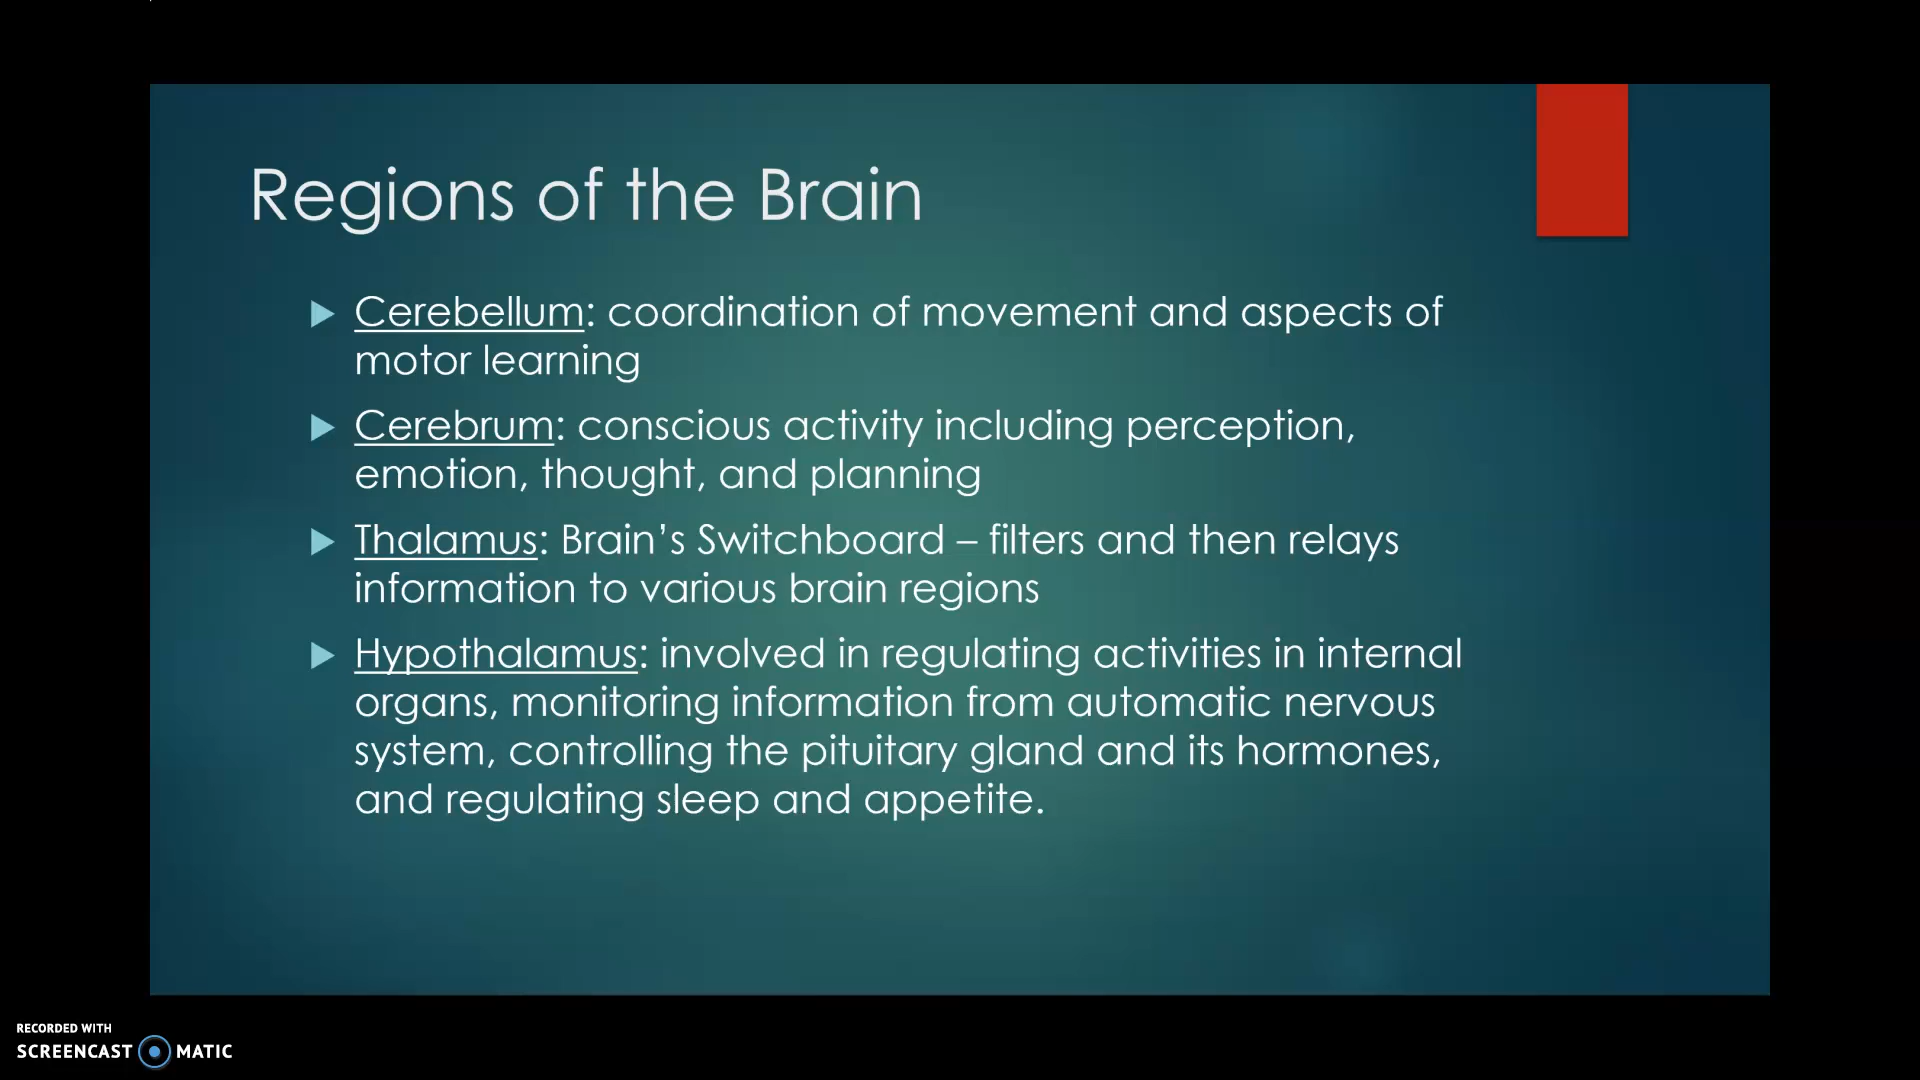 Regions of the Brain
Cerebellum: coordination of movement and aspects of
motor learning
Cerebrum: conscious activity including perception,
emotion, thought, and planning
Thalamus: Brain’s Switchboard – filters and then relays
information to various brain regions
Hypothalamus: involved in regulating activities in internal
organs, monitoring information from automatic nervous
system, controlling the pituitary gland and its hormones,
and regulating sleep and appetite.
RECORDED WITH
SCREENCAST MATIC